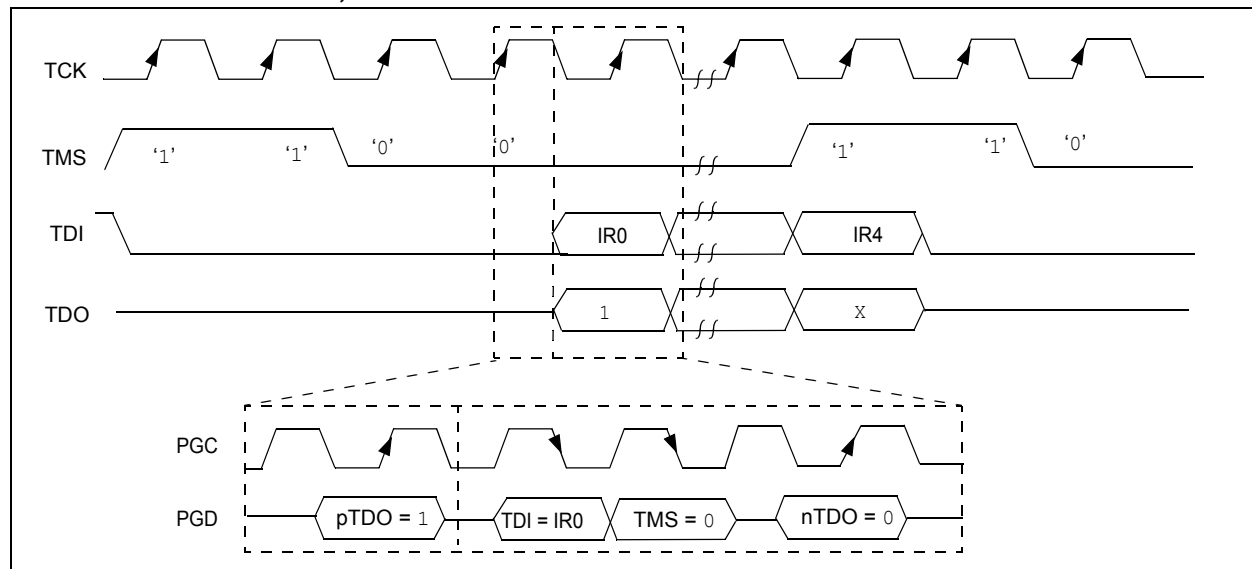 TCK
TMS ‘1’ ‘1’ ‘0’ ‘0’ ‘1’ ‘1’ ‘0’
TDI IR0 IR4
TDO 1 X
PGC
PGD pTDO = 1 TDI = IR0 TMS = 0 nTDO = 0